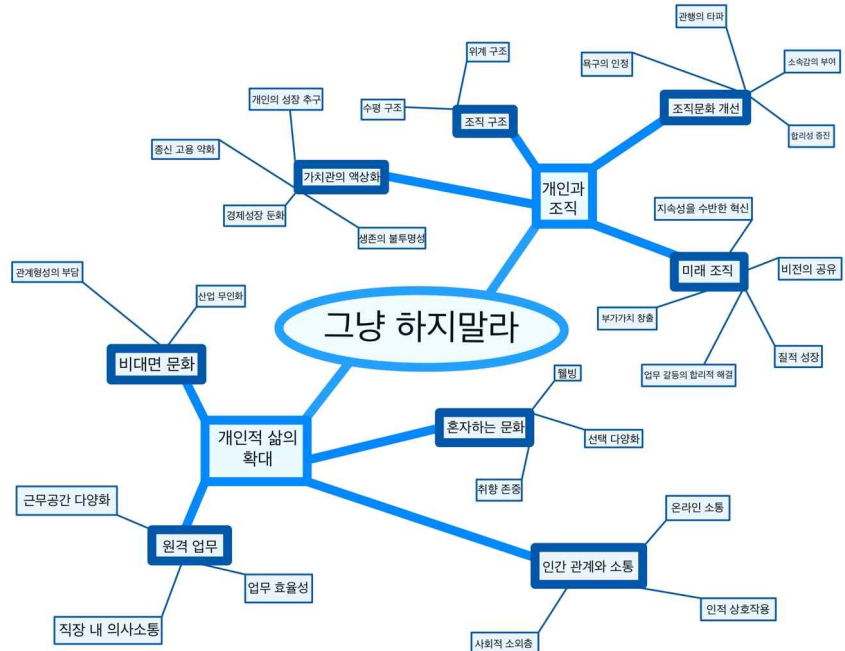 관행의 타파
위계 구조
욕구의 인정
소속감의 부여
개인의 성장 추구
수평 구조
조직 구조
조직문화 개선
합리성 증진
종신 고용 약화
가치관의 액상화
개인과
조직
경제성장 둔화
생존의 불투명성
지속성을 수반한 혁신
미래 조직
비전의 공유
관계형성의 부담
산업 무인화
부가가치 창출
그냥 하지말라
질적 성장
업무 갈등의 합리적 해결
비대면 문화
웰빙
혼자하는 문화
선택 다양화
개인적 삶의
확대
취향 존중
근무공간 다양화
온라인 소통
원격 업무
인간 관계와 소통
업무 효율성
인적 상호작용
직장 내 의사소통
사회적 소외층